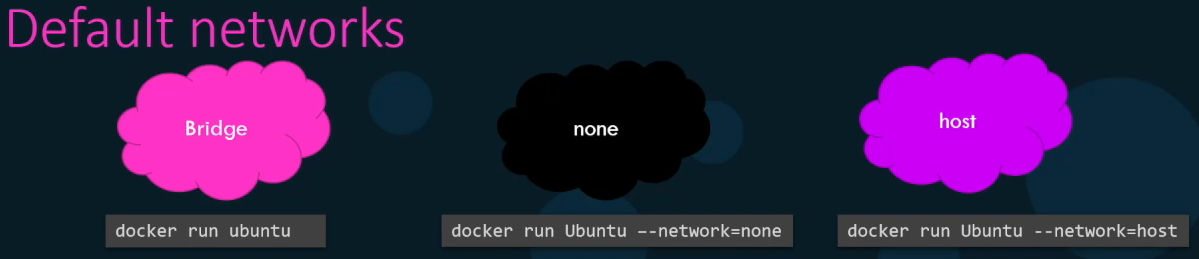 Default networks
Bridge
none
host
docker run ubuntu
docker run Ubuntu –-network=none
docker run Ubuntu --network=host